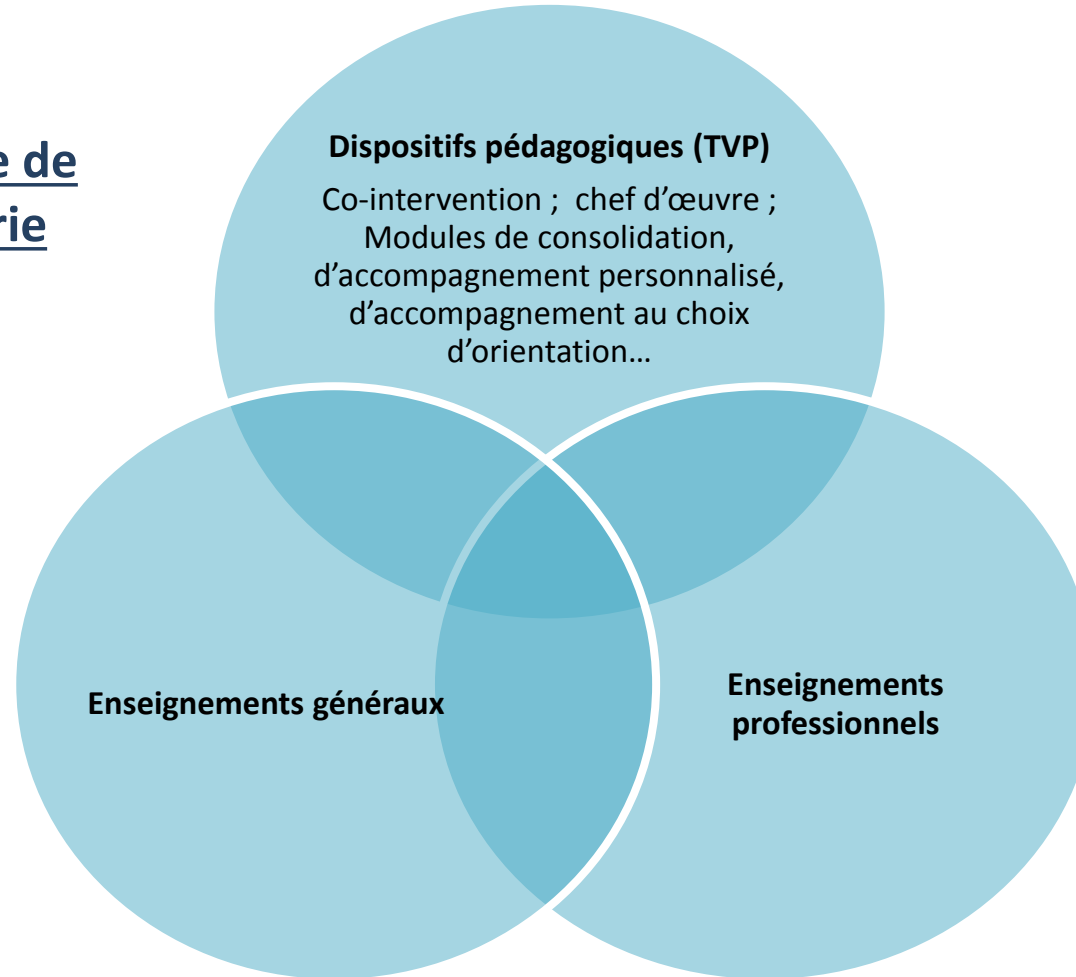 e de
rie
Dispositifs pédagogiques (TVP)
Co-intervention ;  chef d’œuvre ;
Modules de consolidation,
d’accompagnement personnalisé,
d’accompagnement au choix
d’orientation…
Enseignements généraux
Enseignements
professionnels